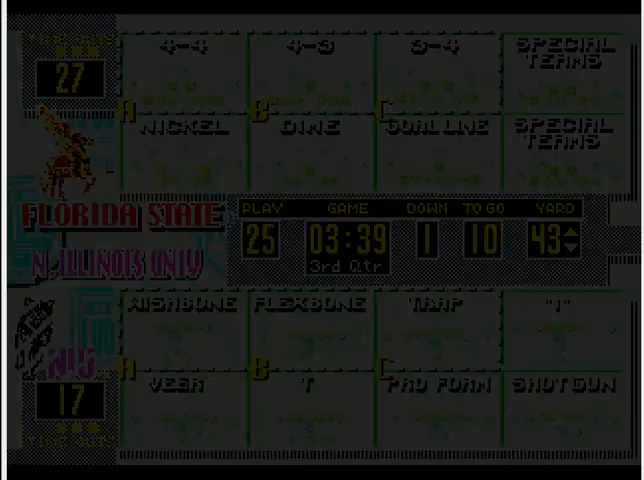 TIME OUTS
27
4-4
4-3
3-4
SPECIAL
TEAMS
A
B
C
NICKEL
DIME
GOAL LINE
SPECIAL
TEAMS
FLORIDA STATE
N. ILLINOIS UNIV
PLAY GAME DOWN TO GO YARD
25 03:39 1 10 43
3rd Qtr
WISHBONE
FLEXBONE
TRAP
"I"
NIU
A
B
C
VEER
T
PRO FORM
SHOTGUN
17
TIME OUTS